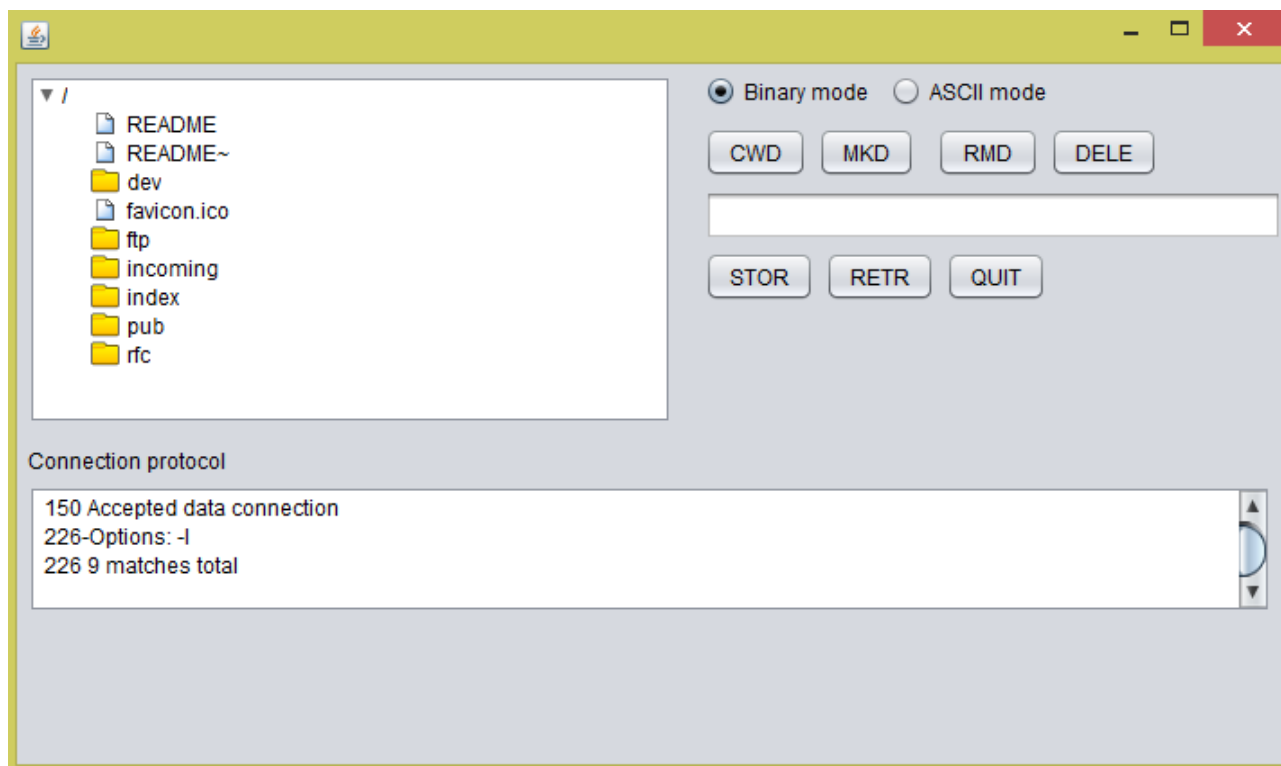 /
README
README~
dev
favicon.ico
ftp
incoming
index
pub
rfc
Binary mode ASCII mode
CWD MKD RMD DELE
STOR RETR QUIT
Connection protocol
150 Accepted data connection
226-Options: -l
226 9 matches total